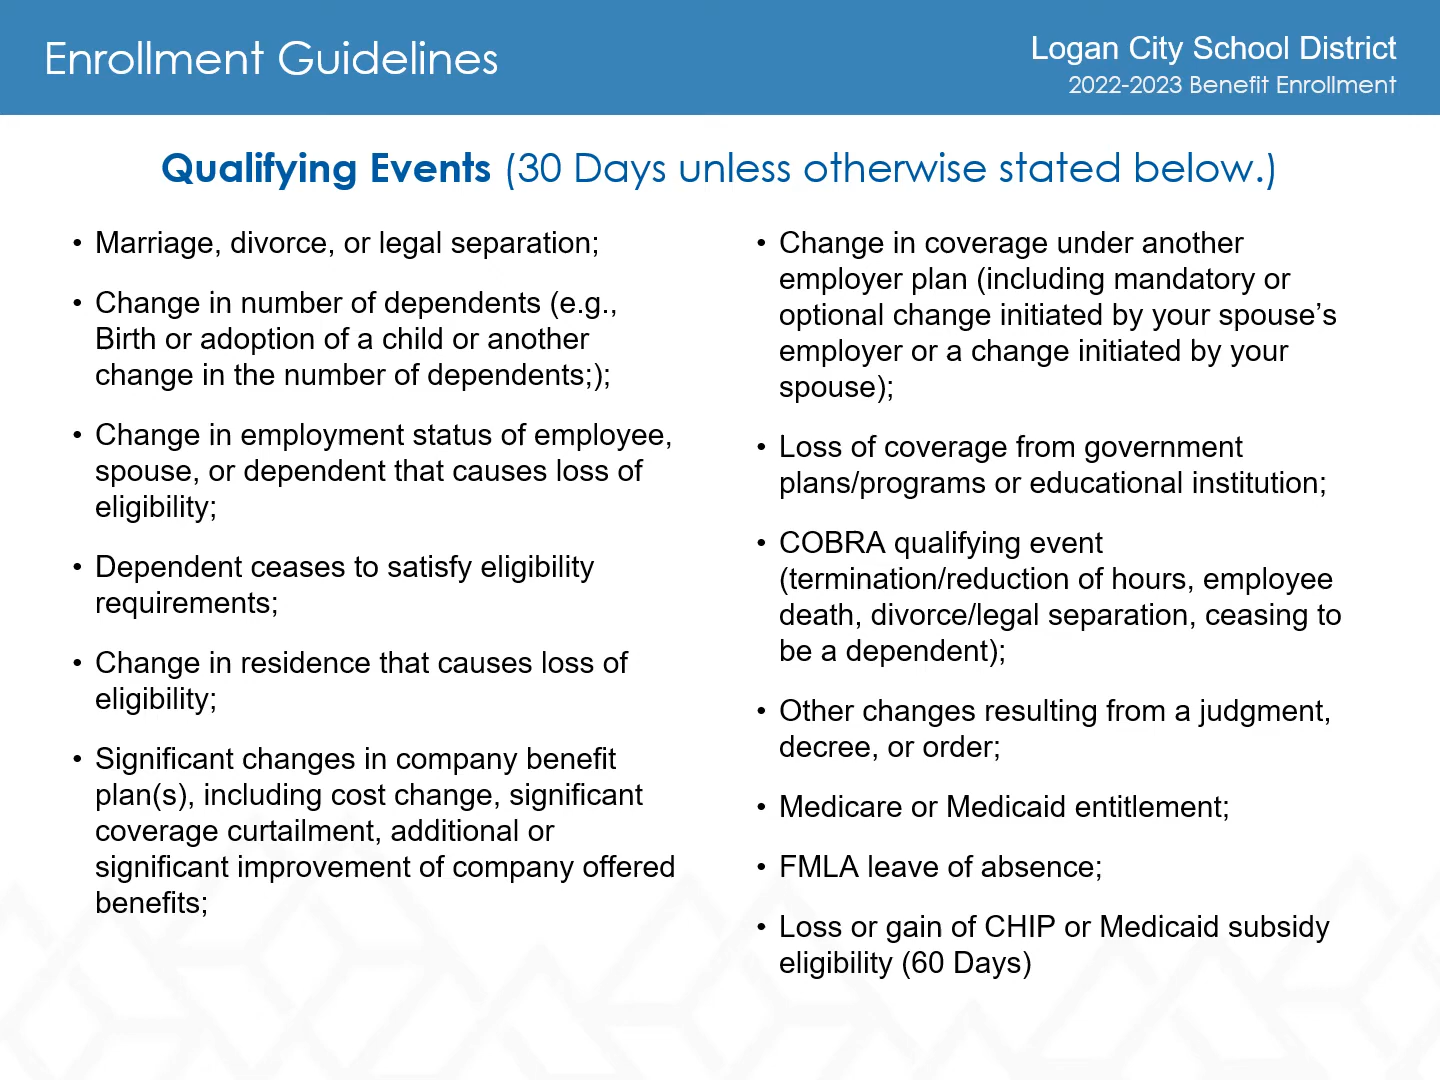 Enrollment Guidelines
Logan City School District
2022-2023 Benefit Enrollment
Qualifying Events (30 Days unless otherwise stated below.)
• Marriage, divorce, or legal separation;
• Change in number of dependents (e.g.,
Birth or adoption of a child or another
change in the number of dependents;);
• Change in employment status of employee,
spouse, or dependent that causes loss of
eligibility;
• Dependent ceases to satisfy eligibility
requirements;
• Change in residence that causes loss of
eligibility;
• Significant changes in company benefit
plan(s), including cost change, significant
coverage curtailment, additional or
significant improvement of company offered
benefits;
• Change in coverage under another
employer plan (including mandatory or
optional change initiated by your spouse’s
employer or a change initiated by your
spouse);
• Loss of coverage from government
plans/programs or educational institution;
• COBRA qualifying event
(termination/reduction of hours, employee
death, divorce/legal separation, ceasing to
be a dependent);
• Other changes resulting from a judgment,
decree, or order;
• Medicare or Medicaid entitlement;
• FMLA leave of absence;
• Loss or gain of CHIP or Medicaid subsidy
eligibility (60 Days)